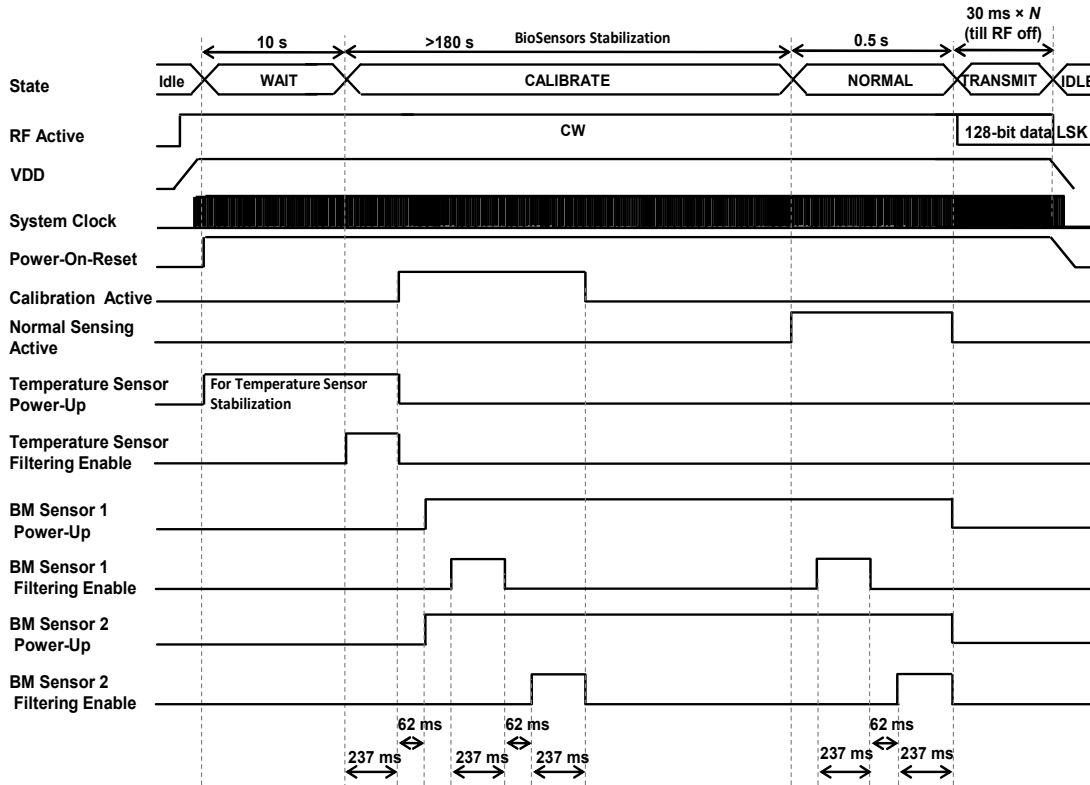 30 ms × N
(till RF off)
10 s
>180 s
BioSensors Stabilization
0.5 s
State
Idle
WAIT
CALIBRATE
NORMAL
TRANSMIT
IDLE
RF Active
CW
128-bit data LSK
VDD
System Clock
Power-On-Reset
Calibration Active
Normal Sensing
Active
Temperature Sensor
Power-Up
For Temperature Sensor
Stabilization
Temperature Sensor
Filtering Enable
BM Sensor 1
Power-Up
BM Sensor 1
Filtering Enable
BM Sensor 2
Power-Up
BM Sensor 2
Filtering Enable
62 ms
62 ms
62 ms
237 ms
237 ms
237 ms
237 ms
237 ms